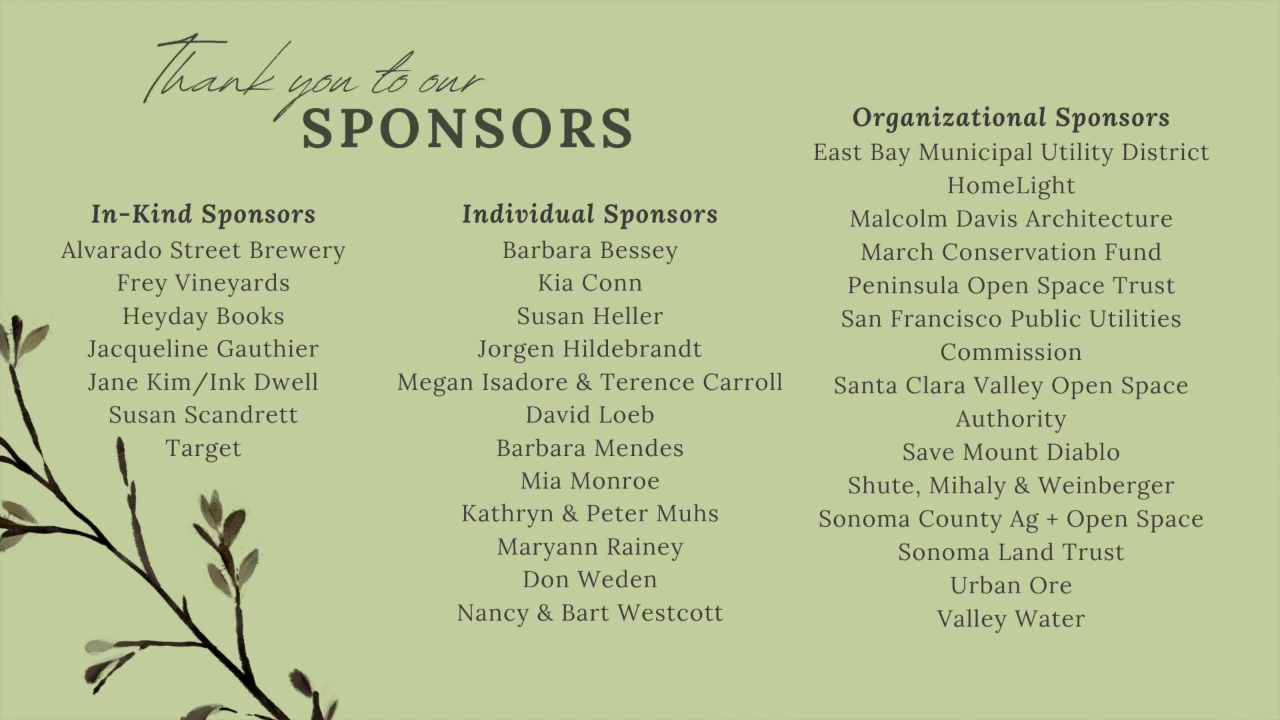 Thank you to our
SPONSORS
In-Kind Sponsors
Alvarado Street Brewery
Frey Vineyards
Heyday Books
Jacqueline Gauthier
Jane Kim/Ink Dwell
Susan Scandrett
Target
Individual Sponsors
Barbara Bessey
Kia Conn
Susan Heller
Jorgen Hildebrandt
Megan Isadore & Terence Carroll
David Loeb
Barbara Mendes
Mia Monroe
Kathryn & Peter Muhs
Maryann Rainey
Don Weden
Nancy & Bart Westcott
Organizational Sponsors
East Bay Municipal Utility District
HomeLight
Malcolm Davis Architecture
March Conservation Fund
Peninsula Open Space Trust
San Francisco Public Utilities
Commission
Santa Clara Valley Open Space
Authority
Save Mount Diablo
Shute, Mihaly & Weinberger
Sonoma County Ag + Open Space
Sonoma Land Trust
Urban Ore
Valley Water